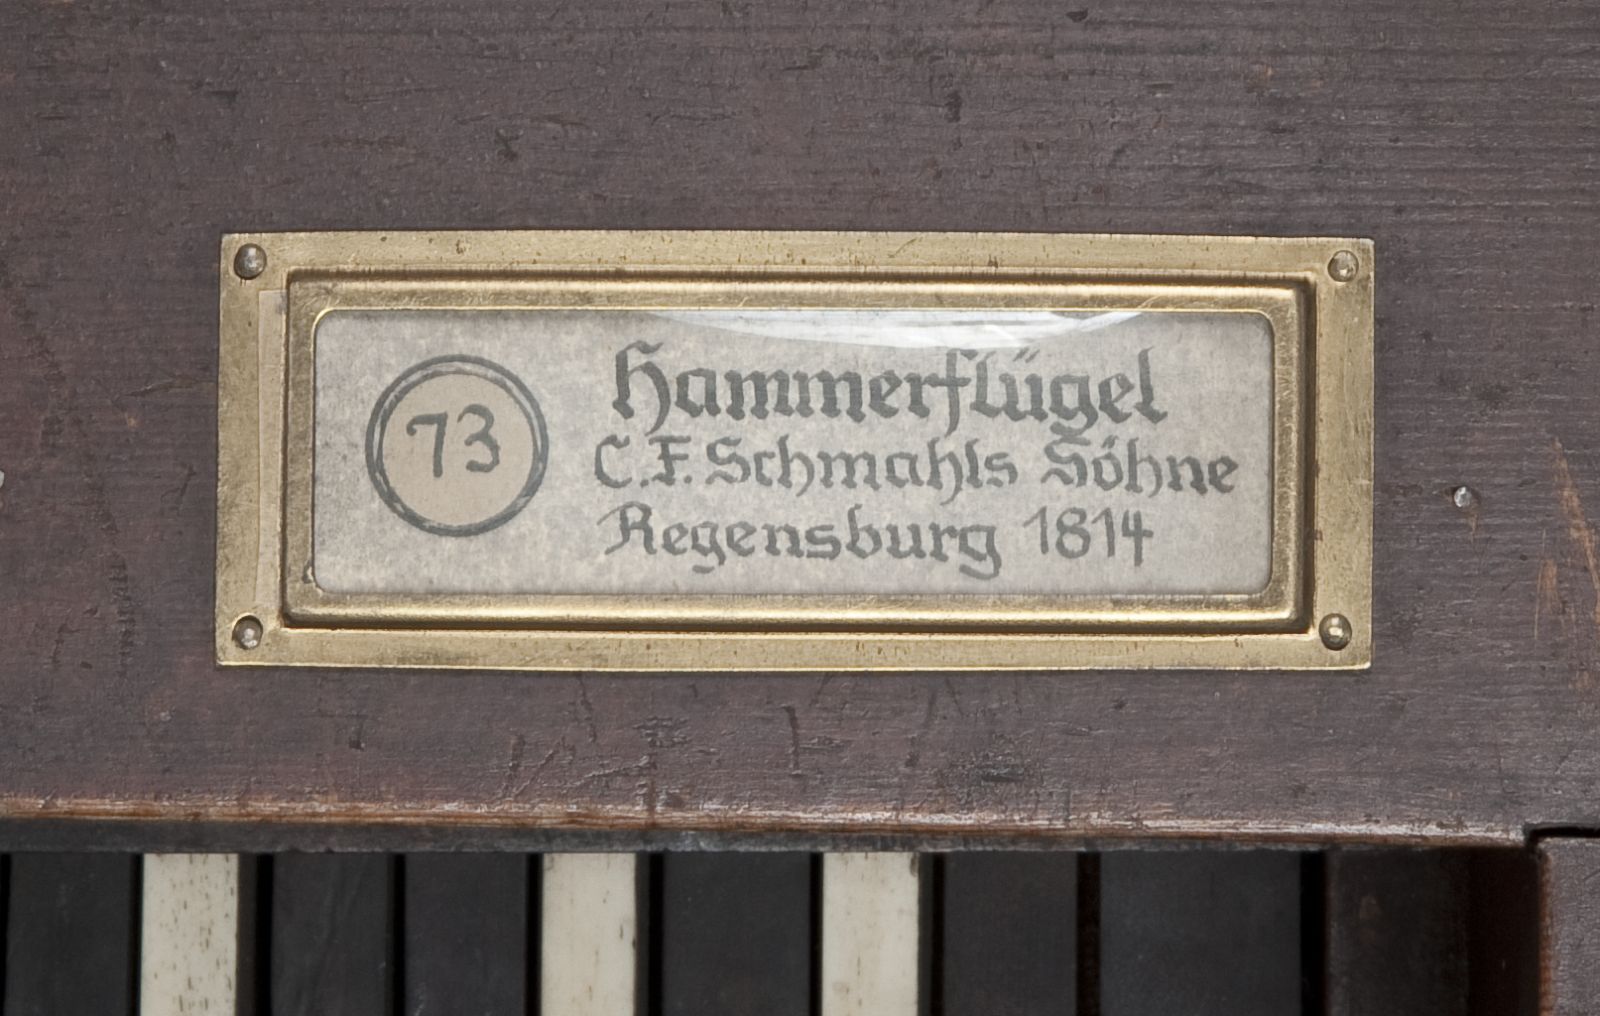 73
Hammerflügel
C.F. Schmahls Söhne
Regensburg 1814